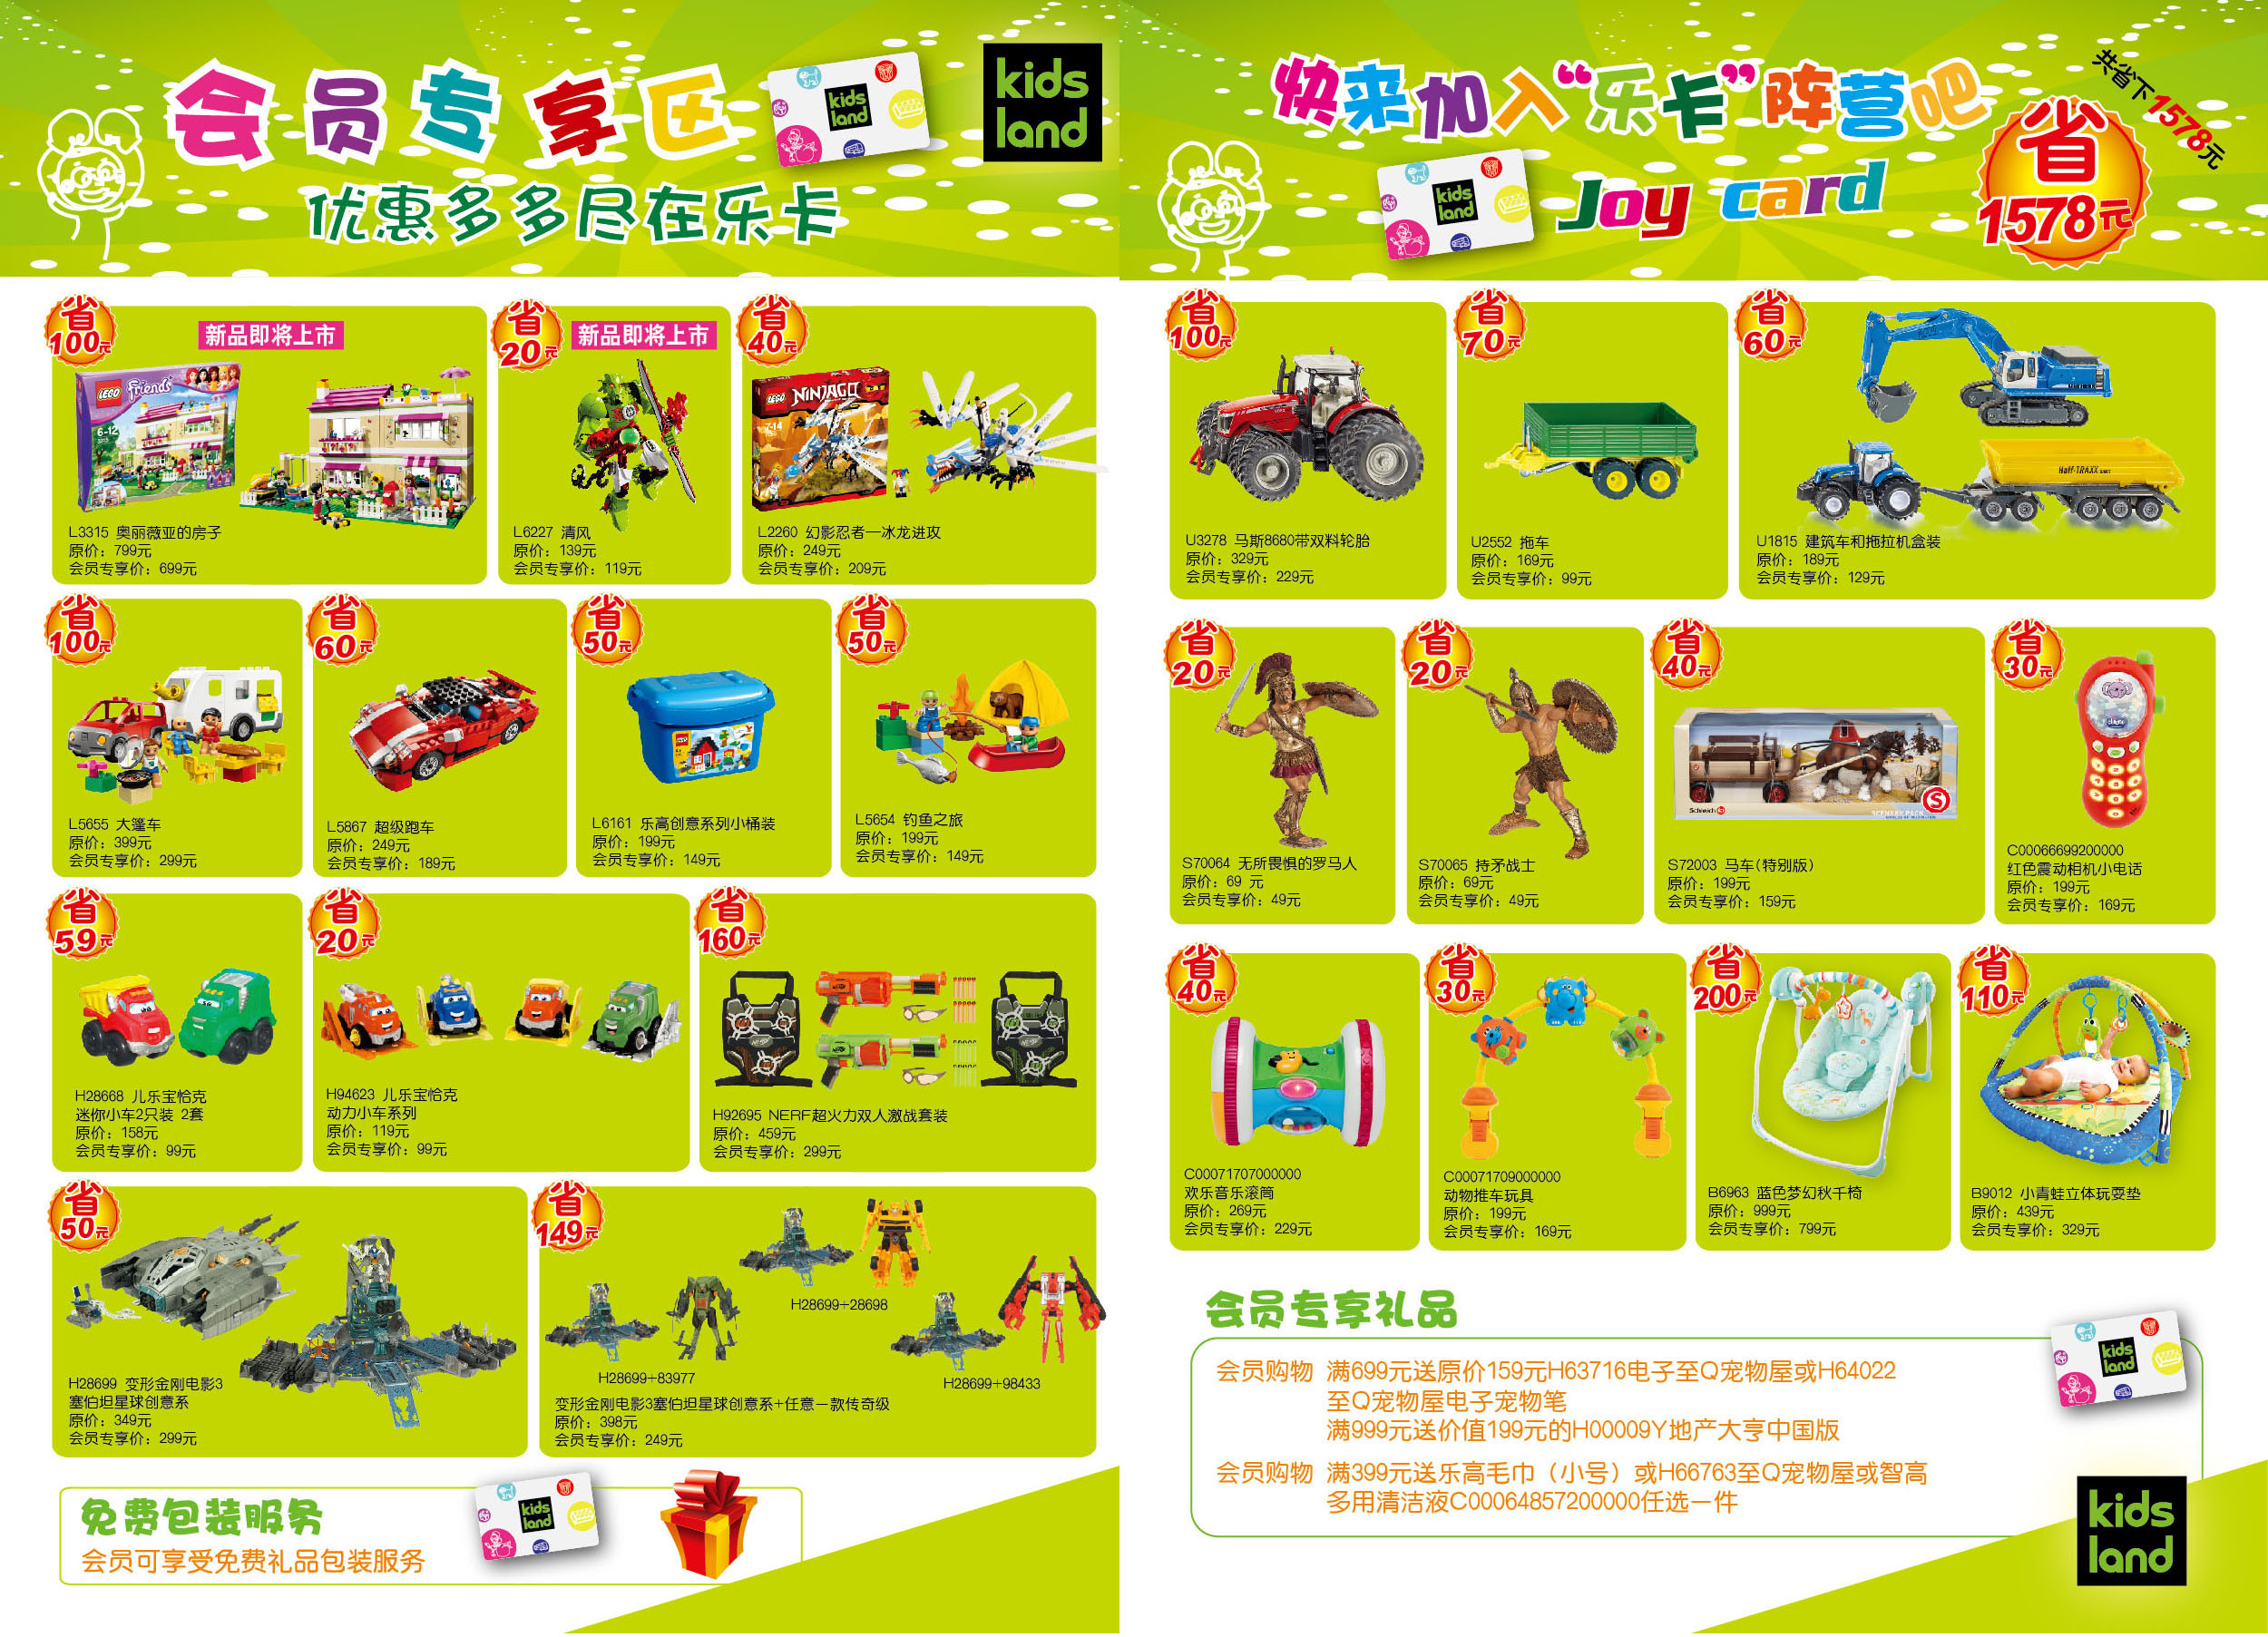 会员专享区
优惠多多尽在乐卡
kids
land
kids
land
省
100元
新品即将上市
LEGO Friends
6-12
L3315 奥丽薇亚的房子
原价：799元
会员专享价：699元
省
20元
新品即将上市
L6227 清风
原价：139元
会员专享价：119元
省
40元
LEGO NINJAGO
7-14
L2260 幻影忍者—冰龙进攻
原价：249元
会员专享价：209元
省
100元
L5655 大篷车
原价：399元
会员专享价：299元
省
60元
L5867 超级跑车
原价：249元
会员专享价：189元
省
50元
L6161 乐高创意系列小桶装
原价：199元
会员专享价：149元
省
50元
L5654 钓鱼之旅
原价：199元
会员专享价：149元
省
59元
H28668 儿乐宝恰克
迷你小车2只装 2套
原价：158元
会员专享价：99元
省
20元
H94623 儿乐宝恰克
动力小车系列
原价：119元
会员专享价：99元
省
160元
H92695 NERF超火力双人激战套装
原价：459元
会员专享价：299元
省
50元
H28699 变形金刚电影3
塞伯坦星球创意系
原价：349元
会员专享价：299元
省
149元
H28699+28698
H28699+83977
H28699+98433
变形金刚电影3塞伯坦星球创意系+任意一款传奇级
原价：398元
会员专享价：249元
免费包装服务
会员可享受免费礼品包装服务
kids
land
快来加入“乐卡”阵营吧
Joy card
kids
land
共省下1578元
省
1578元
省
100元
U3278 马斯8680带双料轮胎
原价：329元
会员专享价：229元
省
70元
U2552 拖车
原价：169元
会员专享价：99元
省
60元
Half-TRAXX
U1815 建筑车和拖拉机盒装
原价：189元
会员专享价：129元
省
20元
S70064 无所畏惧的罗马人
原价：69 元
会员专享价：49元
省
20元
S70065 持矛战士
原价：69元
会员专享价：49元
省
40元
Schleich
S
S72003 马车(特别版)
原价：199元
会员专享价：159元
省
30元
C00066699200000
红色震动相机小电话
原价：199元
会员专享价：169元
省
40元
C00071707000000
欢乐音乐滚筒
原价：269元
会员专享价：229元
省
30元
C00071709000000
动物推车玩具
原价：199元
会员专享价：169元
省
200元
B6963 蓝色梦幻秋千椅
原价：999元
会员专享价：799元
省
110元
B9012 小青蛙立体玩耍垫
原价：439元
会员专享价：329元
会员专享礼品
会员购物 满699元送原价159元H63716电子至Q宠物屋或H64022
至Q宠物屋电子宠物笔
满999元送价值199元的H00009Y地产大亨中国版
会员购物 满399元送乐高毛巾（小号）或H66763至Q宠物屋或智高
多用清洁液C00064857200000任选一件
kids
land
kids
land